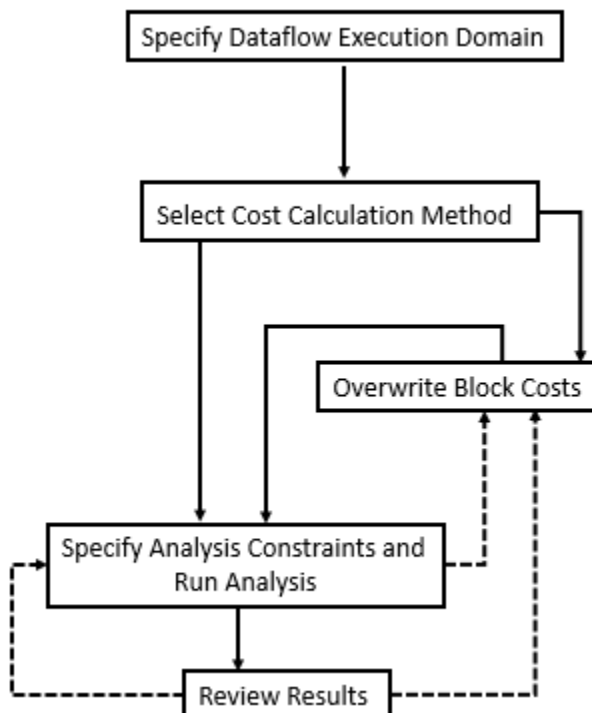 Specify Dataflow Execution Domain
Select Cost Calculation Method
Overwrite Block Costs
Specify Analysis Constraints and
Run Analysis
Review Results